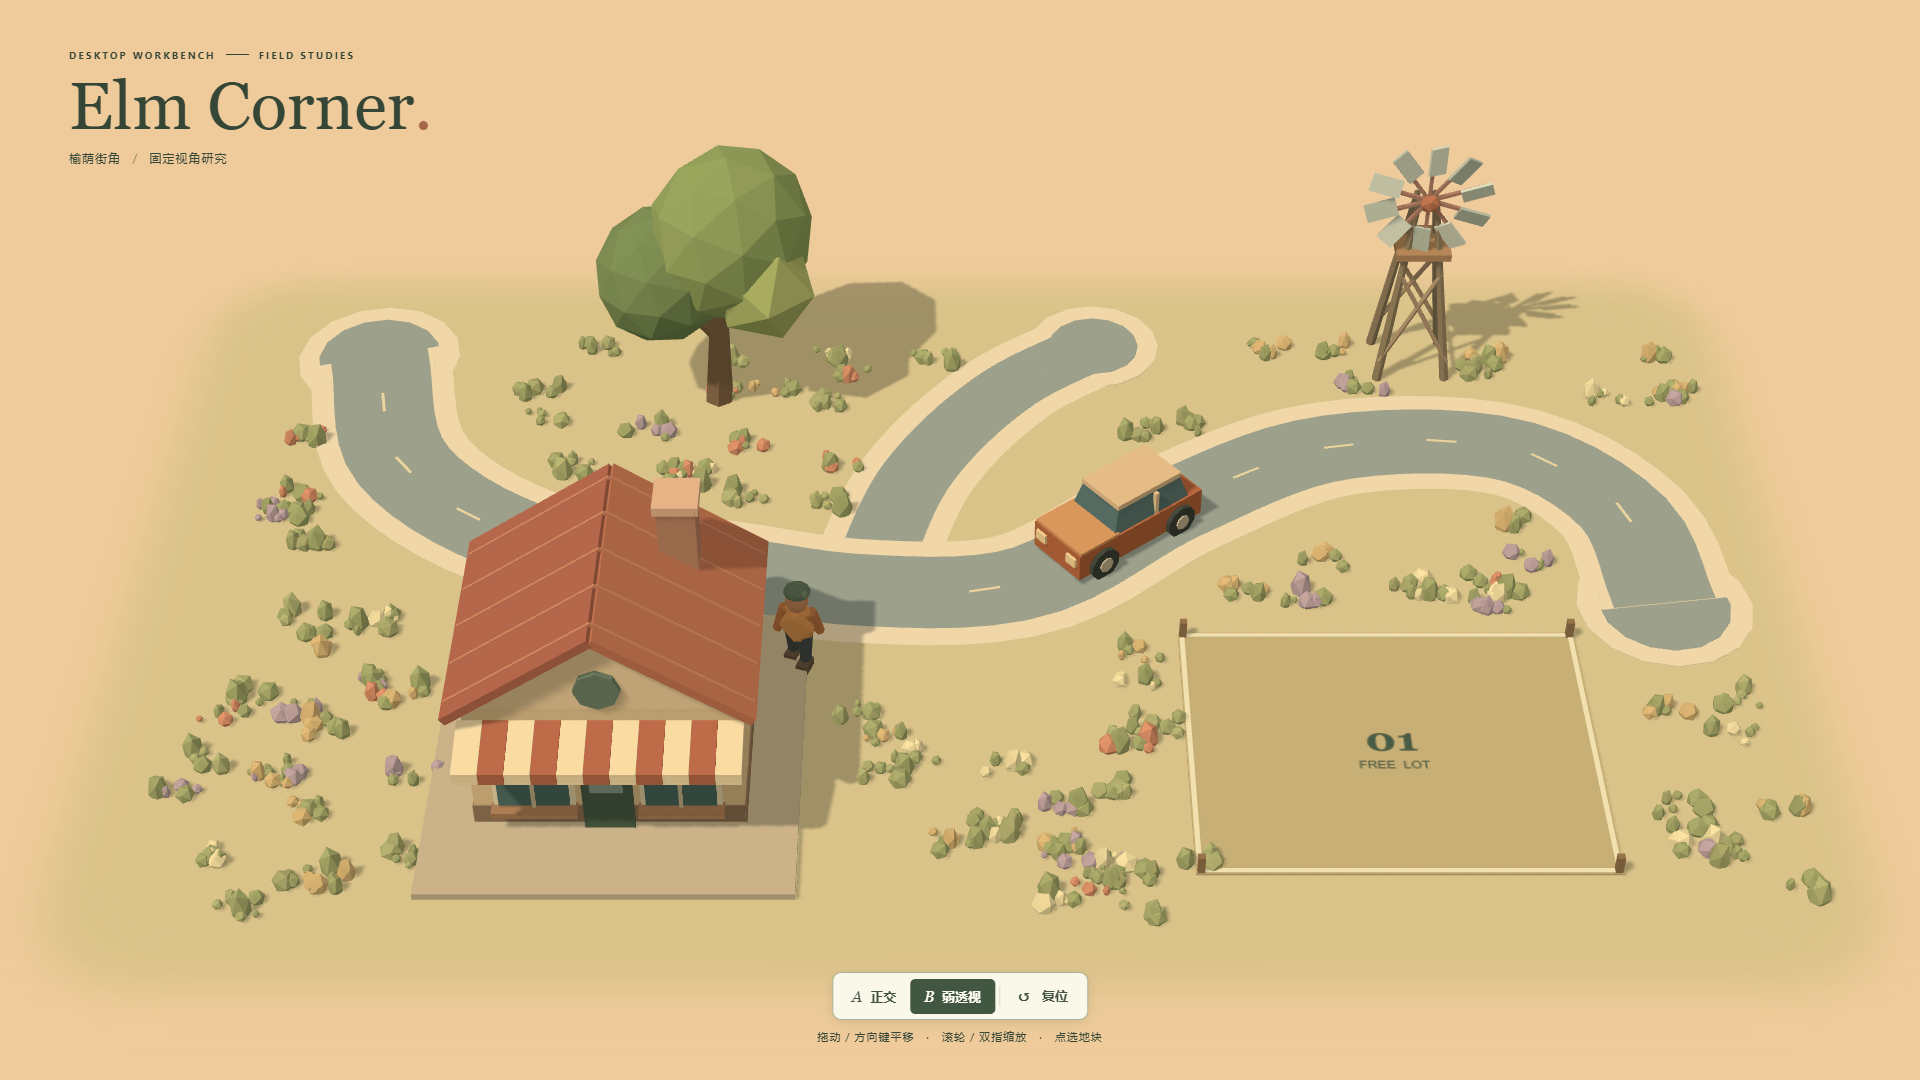 DESKTOP WORKBENCH — FIELD STUDIES
Elm Corner.
榆荫街角 / 固定视角研究
01
FREE LOT
A 正交 B 弱透视 ↺ 复位
拖动 / 方向键平移 · 滚轮 / 双指缩放 · 点选地块